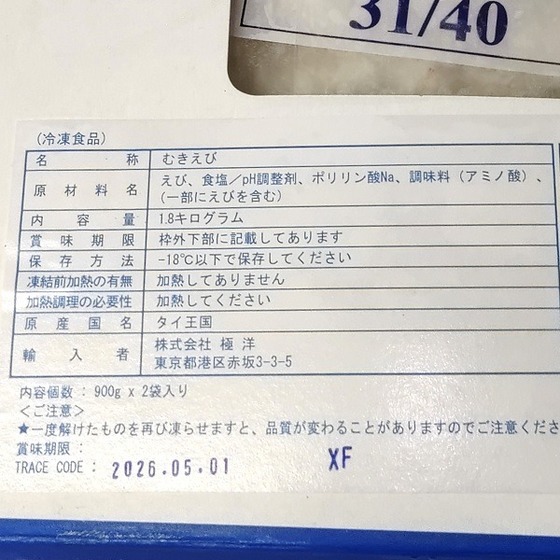 31/40
(冷凍食品)
名称 むきえび
原材料名 えび、食塩/pH調整剤、ポリリン酸Na、調味料(アミノ酸)、
(一部にえびを含む)
内容量 1.8キログラム
賞味期限 枠外下部に記載してあります
保存方法 -18℃以下で保存してください
凍結前加熱の有無 加熱してありません
加熱調理の必要性 加熱してください
原産国名 タイ王国
輸入者 株式会社 極洋
東京都港区赤坂3-3-5
内容個数:900g x 2袋入り
<ご注意>
★一度解けたものを再び凍らせますと、品質が変わることがありますのでご注意くださ
賞味期限:
TRACE CODE: 2026.05.01 XF